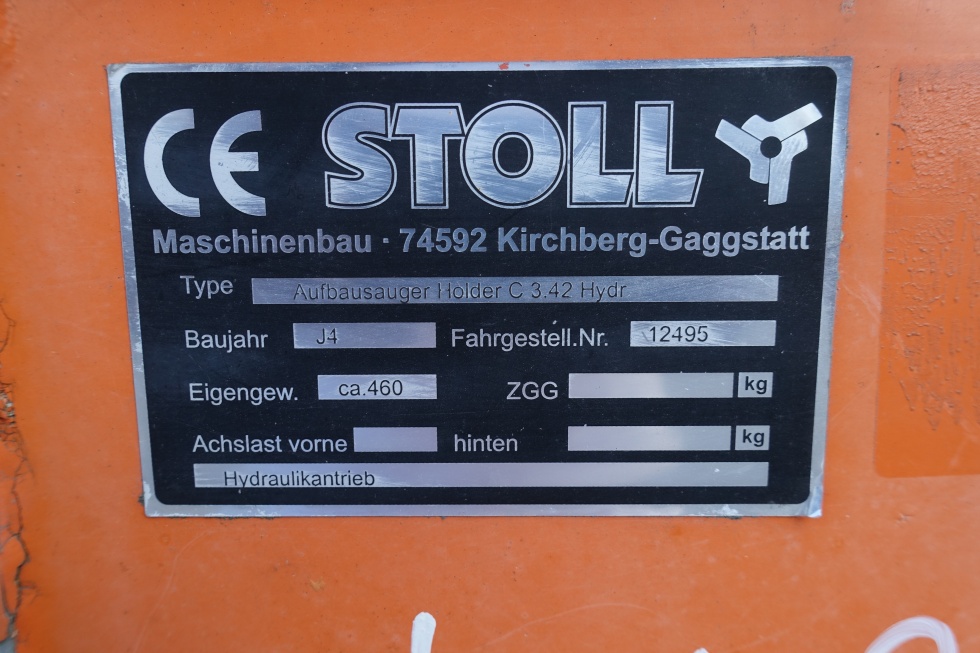 CE STOLL
Maschinenbau · 74592 Kirchberg-Gaggstatt
Type Aufbausauger Holder C 3.42 Hydr
Baujahr J4 Fahrgestell.Nr. 12495
Eigengew. ca.460 ZGG kg
Achslast vorne hinten kg
Hydraulikantrieb